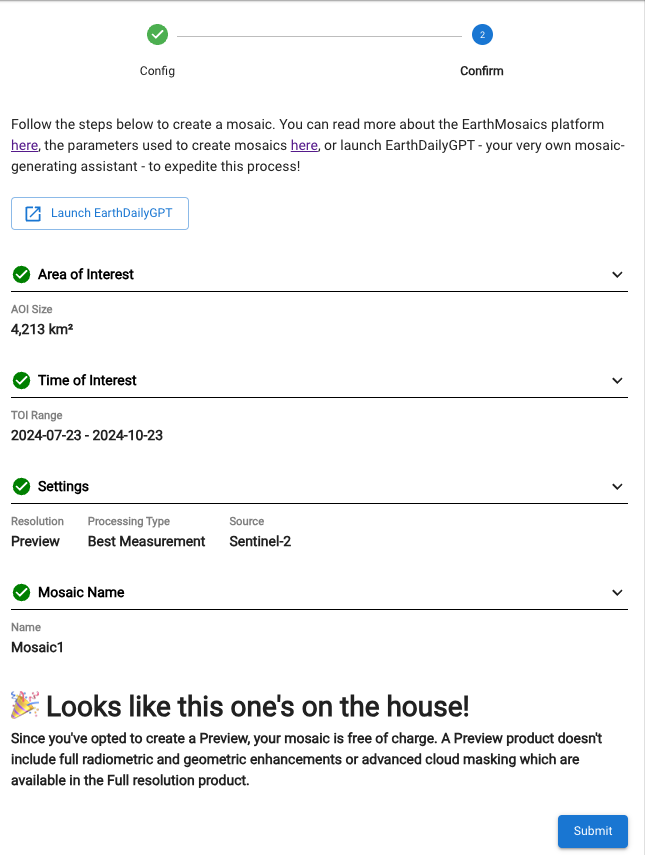 2
Config
Confirm
Follow the steps below to create a mosaic. You can read more about the EarthMosaics platform
here, the parameters used to create mosaics here, or launch EarthDailyGPT - your very own mosaic-
generating assistant - to expedite this process!
Launch EarthDailyGPT
Area of Interest
AOI Size
4,213 km²
Time of Interest
TOI Range
2024-07-23 - 2024-10-23
Settings
Resolution Processing Type Source
Preview Best Measurement Sentinel-2
Mosaic Name
Name
Mosaic1
🎉 Looks like this one's on the house!
Since you've opted to create a Preview, your mosaic is free of charge. A Preview product doesn't
include full radiometric and geometric enhancements or advanced cloud masking which are
available in the Full resolution product.
Submit